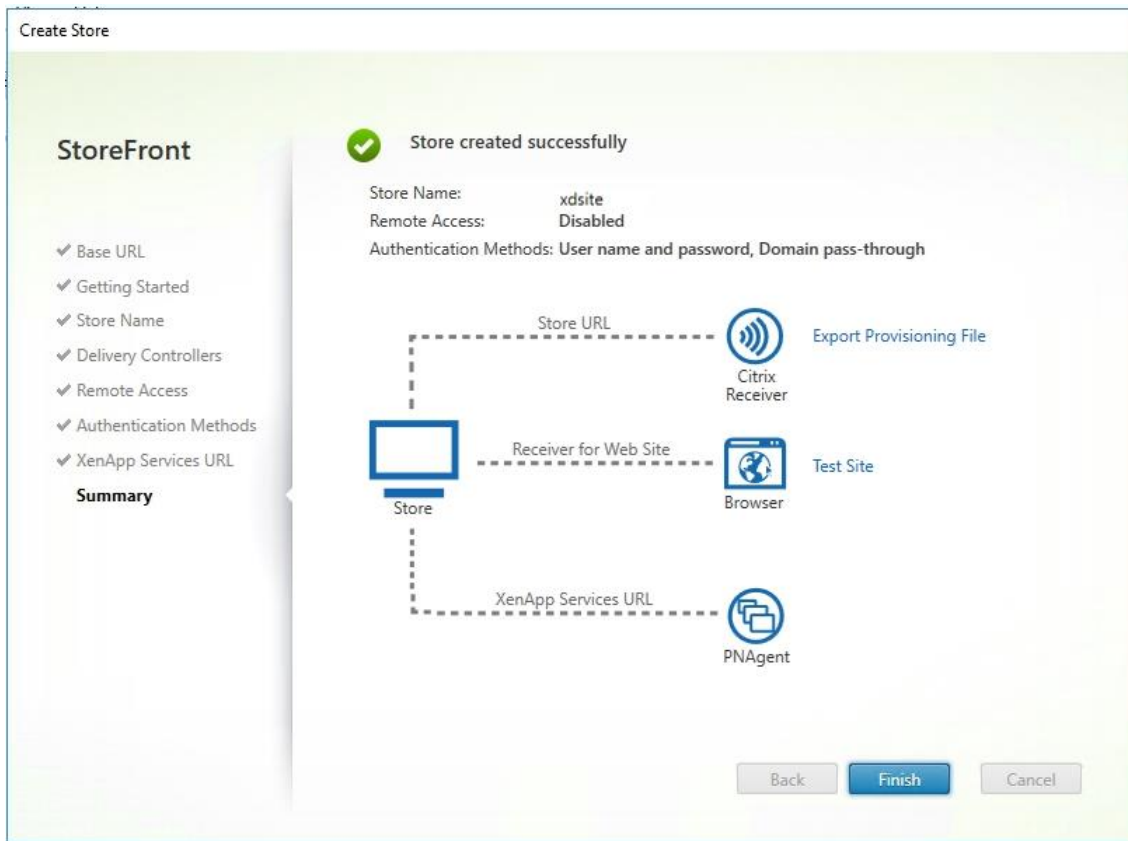 Create Store
StoreFront
Base URL
Getting Started
Store Name
Delivery Controllers
Remote Access
Authentication Methods
XenApp Services URL
Summary
Store created successfully
Store Name: xdsite
Remote Access: Disabled
Authentication Methods: User name and password, Domain pass-through
Store URL
Citrix
Receiver
Export Provisioning File
Store
Receiver for Web Site
Browser
Test Site
XenApp Services URL
PNAgent
Back
Finish
Cancel